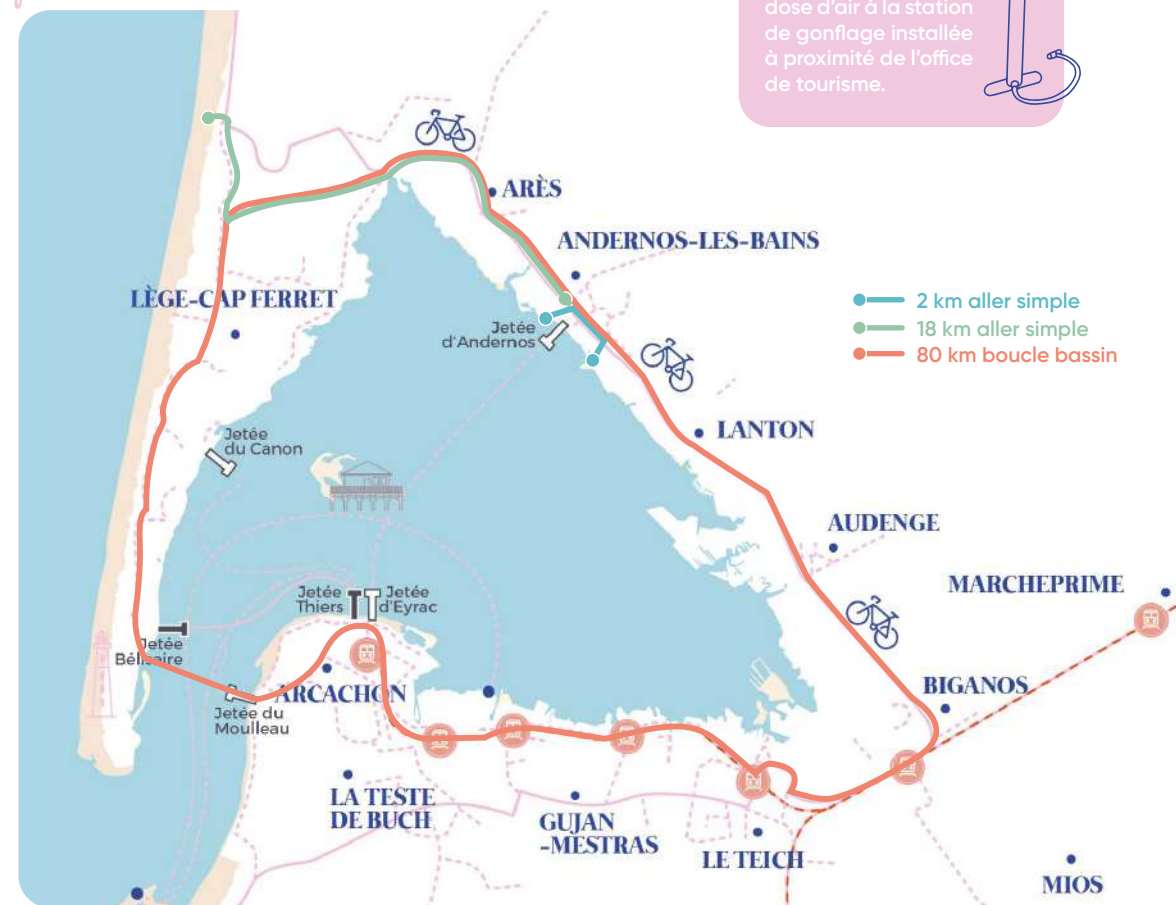 dose d'air à la station
de gonflage installée
à proximité de l'office
de tourisme.
ARÈS
ANDERNOS-LES-BAINS
LÈGE-CAP FERRET
2 km aller simple
18 km aller simple
80 km boucle bassin
Jetée
d'Andernos
LANTON
Jetée
du Canon
AUDENGE
MARCHEPRIME
Jetée
Thiers
Jetée
d'Eyrac
Jetée
Bélisaire
BIGANOS
ARCACHON
Jetée du
Moulleau
LA TESTE
DE BUCH
GUJAN
-MESTRAS
LE TEICH
MIOS